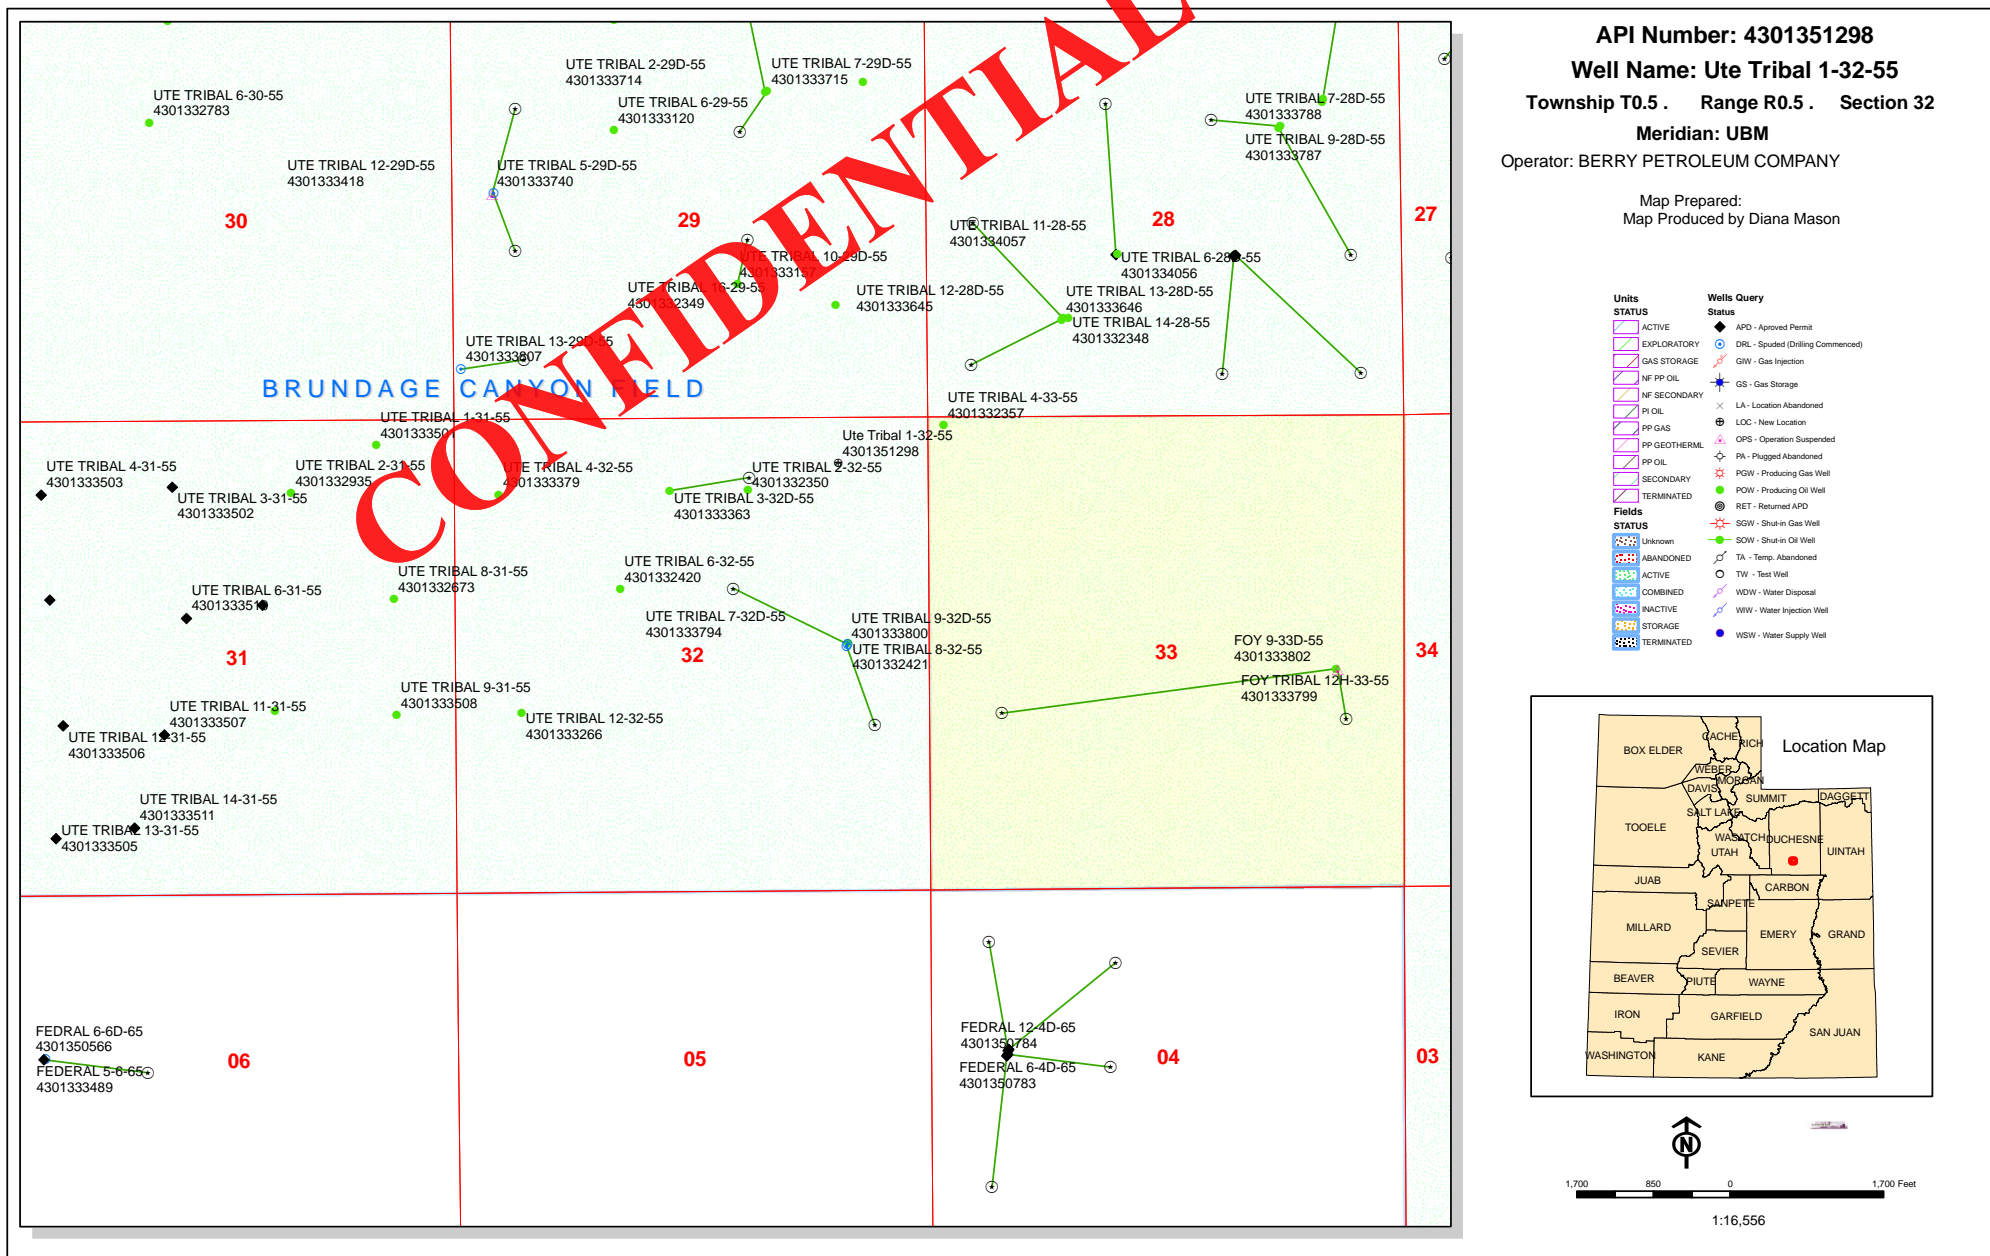 API Number: 4301351298
Well Name: Ute Tribal 1-32-55
Township T0.5 . Range R0.5 . Section 32
Meridian: UBM
Operator: BERRY PETROLEUM COMPANY
Map Prepared:
Map Produced by Diana Mason
CONFIDENTIAL
UTE TRIBAL 6-30-55
4301332783
UTE TRIBAL 2-29D-55
4301333714
UTE TRIBAL 7-29D-55
4301333715
UTE TRIBAL 6-29-55
4301333120
UTE TRIBAL 12-29D-55
4301333418
UTE TRIBAL 5-29D-55
4301333740
UTE TRIBAL 7-28D-55
4301333788
UTE TRIBAL 9-28D-55
4301333787
30
29
28
27
UTE TRIBAL 11-28-55
4301334057
UTE TRIBAL 10-29D-55
4301333157
UTE TRIBAL 6-28D-55
4301334056
UTE TRIBAL 16-29-55
4301332349
UTE TRIBAL 12-28D-55
4301333645
UTE TRIBAL 13-28D-55
4301333646
UTE TRIBAL 14-28-55
4301332348
UTE TRIBAL 13-29D-55
4301333807
BRUNDAGE CANYON FIELD
UTE TRIBAL 4-33-55
4301332357
UTE TRIBAL 1-31-55
4301333501
Ute Tribal 1-32-55
4301351298
UTE TRIBAL 4-31-55
4301333503
UTE TRIBAL 2-31-55
4301332935
UTE TRIBAL 4-32-55
4301333379
UTE TRIBAL 2-32-55
4301332350
UTE TRIBAL 3-31-55
4301333502
UTE TRIBAL 3-32D-55
4301333363
UTE TRIBAL 8-31-55
4301332673
UTE TRIBAL 6-32-55
4301332420
UTE TRIBAL 6-31-55
430133351
UTE TRIBAL 7-32D-55
4301333794
UTE TRIBAL 9-32D-55
4301333800
UTE TRIBAL 8-32-55
4301332421
FOY 9-33D-55
4301333802
31
32
33
34
FOY TRIBAL 12H-33-55
4301333799
UTE TRIBAL 9-31-55
4301333508
UTE TRIBAL 11-31-55
4301333507
UTE TRIBAL 12-32-55
4301333266
UTE TRIBAL 12-31-55
4301333506
UTE TRIBAL 14-31-55
4301333511
UTE TRIBAL 13-31-55
4301333505
FEDRAL 6-6D-65
4301350566
FEDERAL 5-6-65
4301333489
FEDRAL 12-4D-65
4301350784
FEDERAL 6-4D-65
4301350783
06
05
04
03
Units
STATUS
ACTIVE
EXPLORATORY
GAS STORAGE
NF PP OIL
NF SECONDARY
PI OIL
PP GAS
PP GEOTHERML
PP OIL
SECONDARY
TERMINATED
Fields
STATUS
Unknown
ABANDONED
ACTIVE
COMBINED
INACTIVE
STORAGE
TERMINATED
Wells Query
Status
APD - Aproved Permit
DRL - Spuded (Drilling Commenced)
GIW - Gas Injection
GS - Gas Storage
LA - Location Abandoned
LOC - New Location
OPS - Operation Suspended
PA - Plugged Abandoned
PGW - Producing Gas Well
POW - Producing Oil Well
RET - Returned APD
SGW - Shut-in Gas Well
SOW - Shut-in Oil Well
TA - Temp. Abandoned
TW - Test Well
WDW - Water Disposal
WIW - Water Injection Well
WSW - Water Supply Well
Location Map
BOX ELDER
CACHE
RICH
WEBER
MORGAN
DAVIS
SUMMIT
DAGGETT
SALT LAKE
TOOELE
WASATCH
DUCHESNE
UTAH
UINTAH
JUAB
CARBON
SANPETE
MILLARD
EMERY
GRAND
SEVIER
BEAVER
PIUTE
WAYNE
IRON
GARFIELD
SAN JUAN
WASHINGTON
KANE
N
1,700 850 0 1,700 Feet
1:16,556